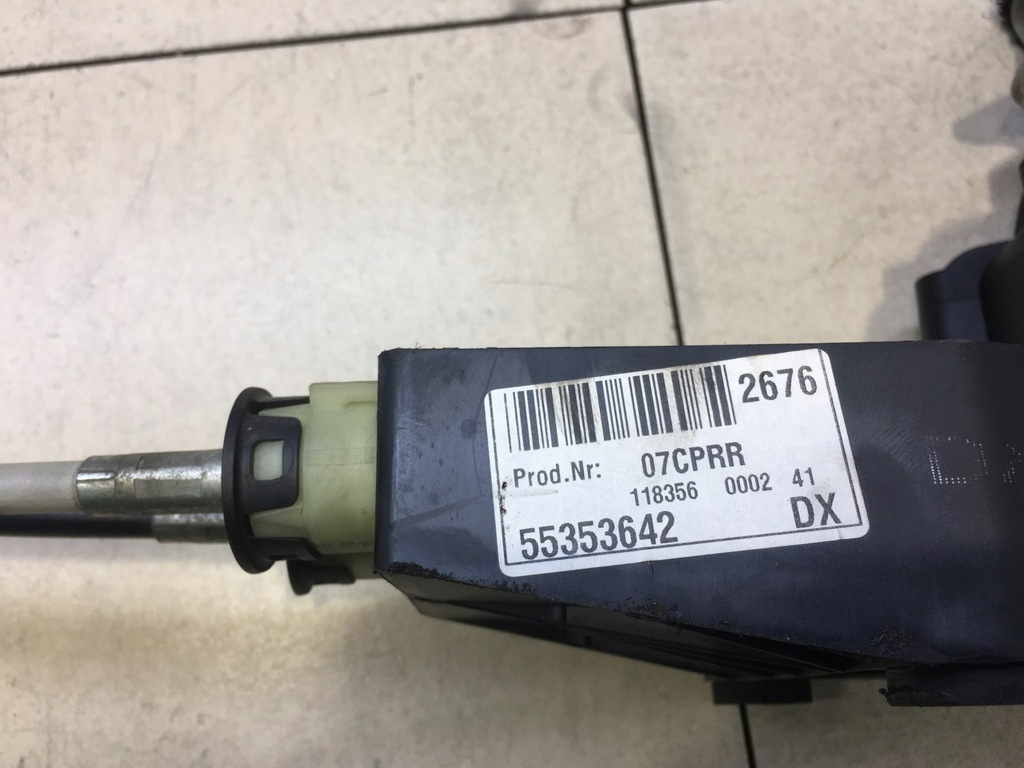 2676
Prod.Nr: 07CPRR
118356 0002 41
55353642 DX